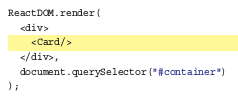 ReactDOM.render(
  <div>
    <Card/>
  </div>,
  document.querySelector("#container")
);